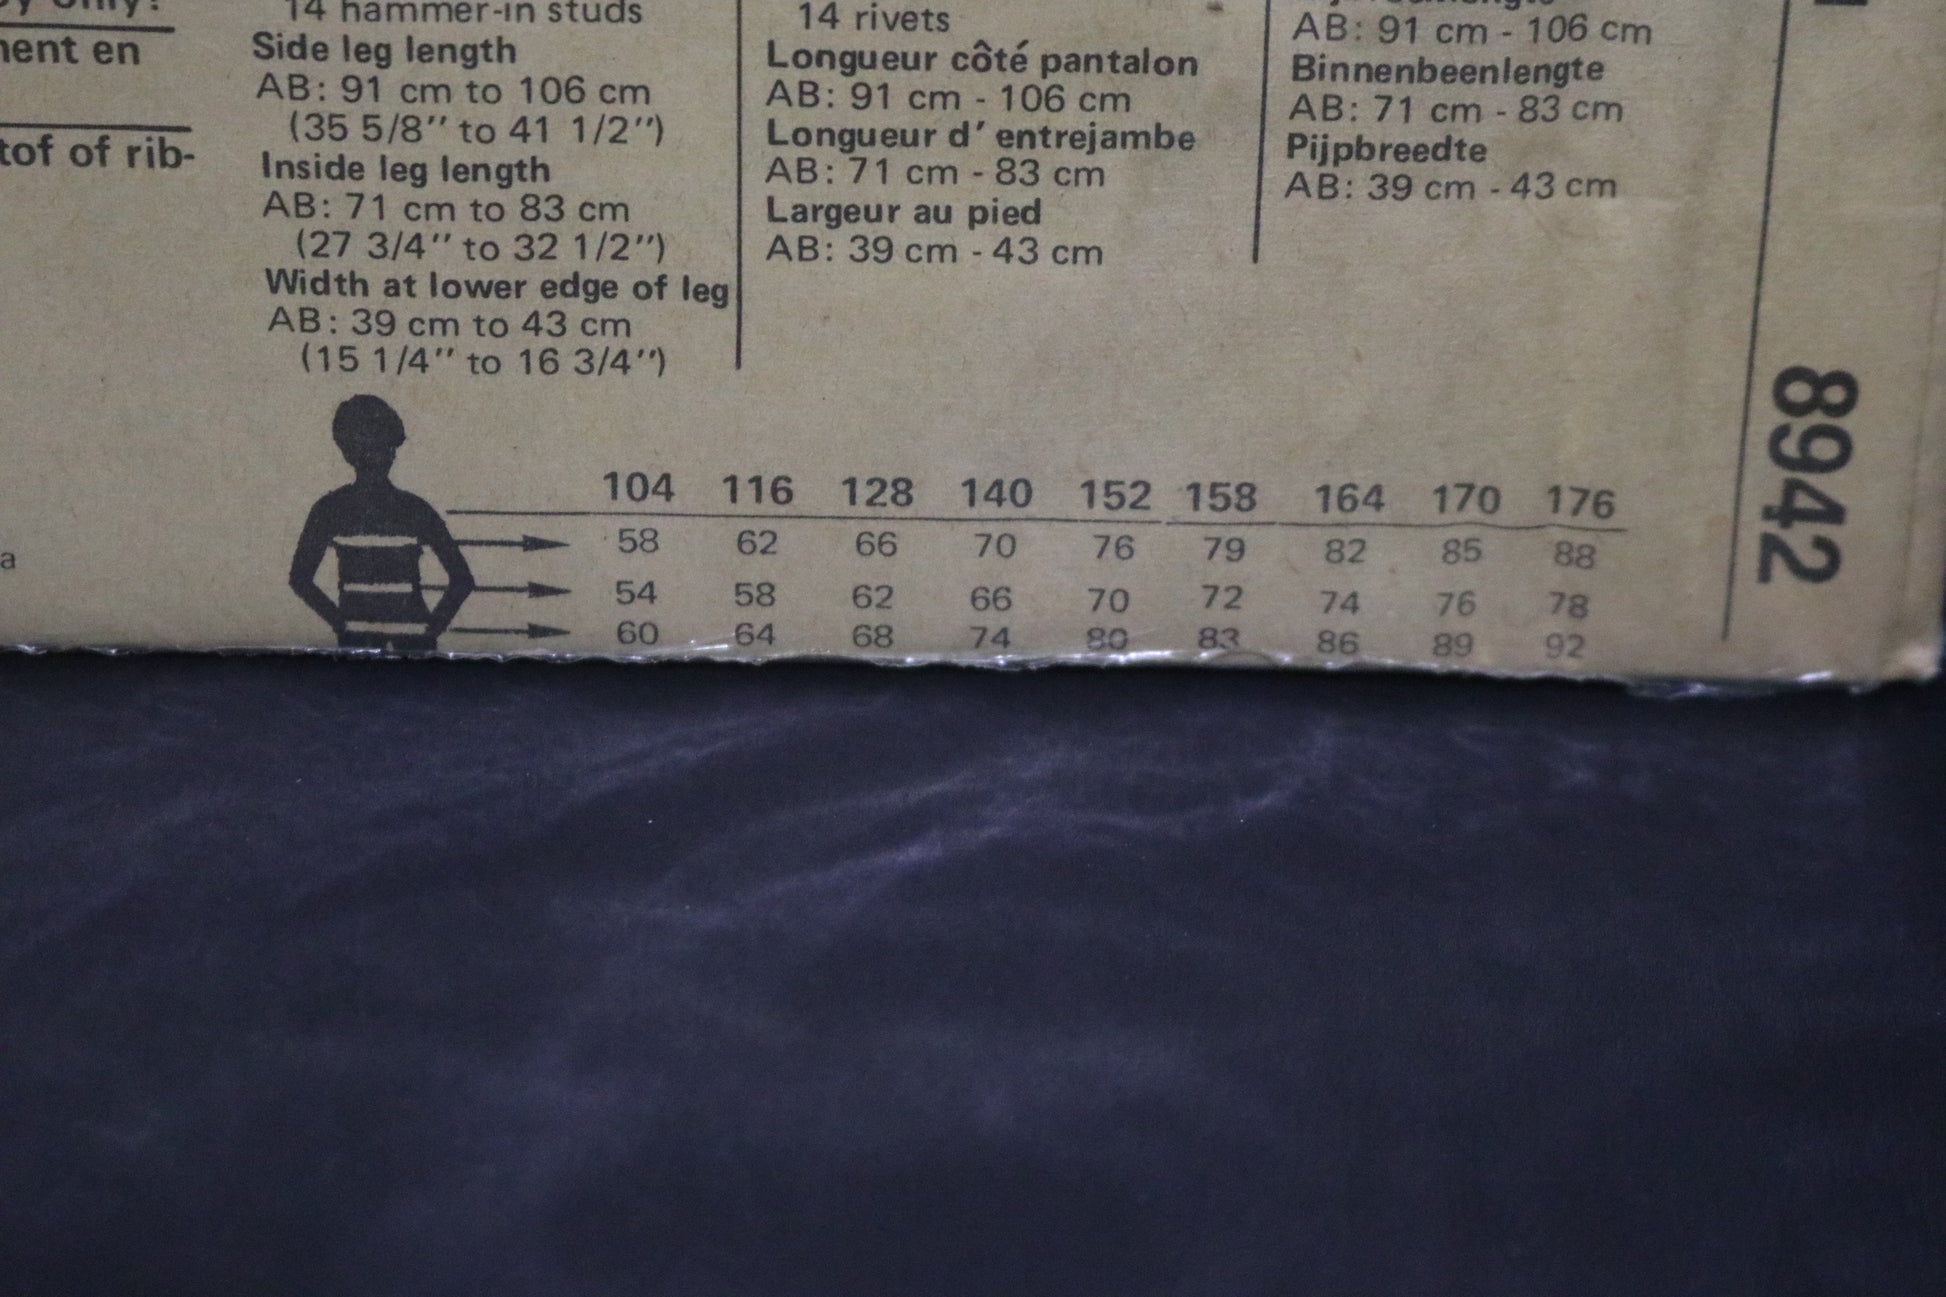 ment en
tof of rib-
a
14 hammer-in studs
Side leg length
AB: 91 cm to 106 cm
(35 5/8'' to 41 1/2'')
Inside leg length
AB: 71 cm to 83 cm
(27 3/4'' to 32 1/2'')
Width at lower edge of leg
AB: 39 cm to 43 cm
(15 1/4'' to 16 3/4'')
14 rivets
Longueur côté pantalon
AB: 91 cm - 106 cm
Longueur d' entrejambe
AB: 71 cm - 83 cm
Largeur au pied
AB: 39 cm - 43 cm
AB: 91 cm - 106 cm
Binnenbeenlengte
AB: 71 cm - 83 cm
Pijpbreedte
AB: 39 cm - 43 cm
104 116 128 140 152 158 164 170 176
58 62 66 70 76 79 82 85 88
54 58 62 66 70 72 74 76 78
60 64 68 74 80 83 86 89 92
8942